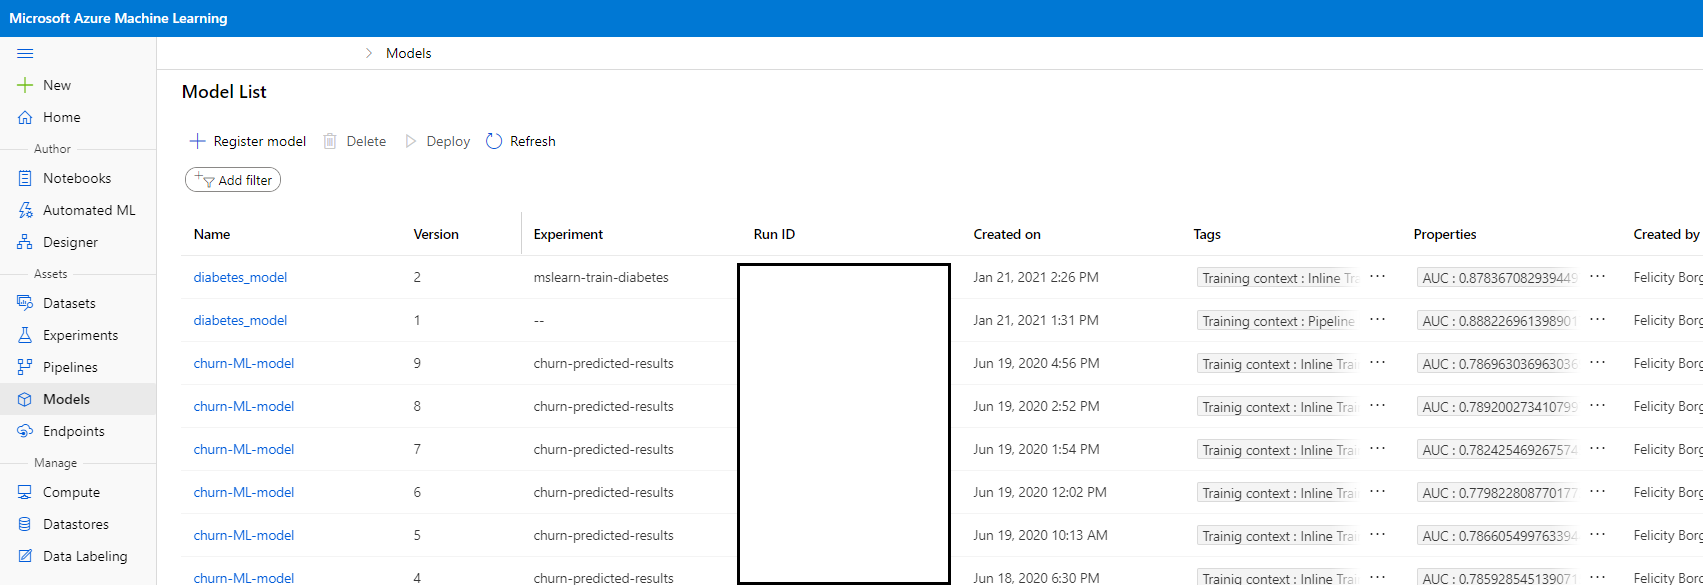 Microsoft Azure Machine Learning
Models
New
Home
Author
Notebooks
Automated ML
Designer
Assets
Datasets
Experiments
Pipelines
Models
Endpoints
Manage
Compute
Datastores
Data Labeling
Model List
Register model Delete Deploy Refresh
Add filter
Name Version Experiment Run ID Created on Tags Properties Created by
diabetes_model 2 mslearn-train-diabetes Jan 21, 2021 2:26 PM Training context : Inline Tra ··· AUC : 0.878367082939449 ··· Felicity Borg
diabetes_model 1 -- Jan 21, 2021 1:31 PM Training context : Pipeline ··· AUC : 0.888226961398901 ··· Felicity Borg
churn-ML-model 9 churn-predicted-results Jun 19, 2020 4:56 PM Trainig context : Inline Trai ··· AUC : 0.786963036963036 ··· Felicity Borg
churn-ML-model 8 churn-predicted-results Jun 19, 2020 2:52 PM Trainig context : Inline Trai ··· AUC : 0.789200273410799 ··· Felicity Borg
churn-ML-model 7 churn-predicted-results Jun 19, 2020 1:54 PM Trainig context : Inline Trai ··· AUC : 0.782425469267574 ··· Felicity Borg
churn-ML-model 6 churn-predicted-results Jun 19, 2020 12:02 PM Trainig context : Inline Trai ··· AUC : 0.779822808770177 ··· Felicity Borg
churn-ML-model 5 churn-predicted-results Jun 19, 2020 10:13 AM Trainig context : Inline Trai ··· AUC : 0.786605499763394 ··· Felicity Borg
churn-ML-model 4 churn-predicted-results Jun 18, 2020 6:30 PM Trainig context : Inline Trai ··· AUC : 0.785928545139071 ··· Felicity Borg